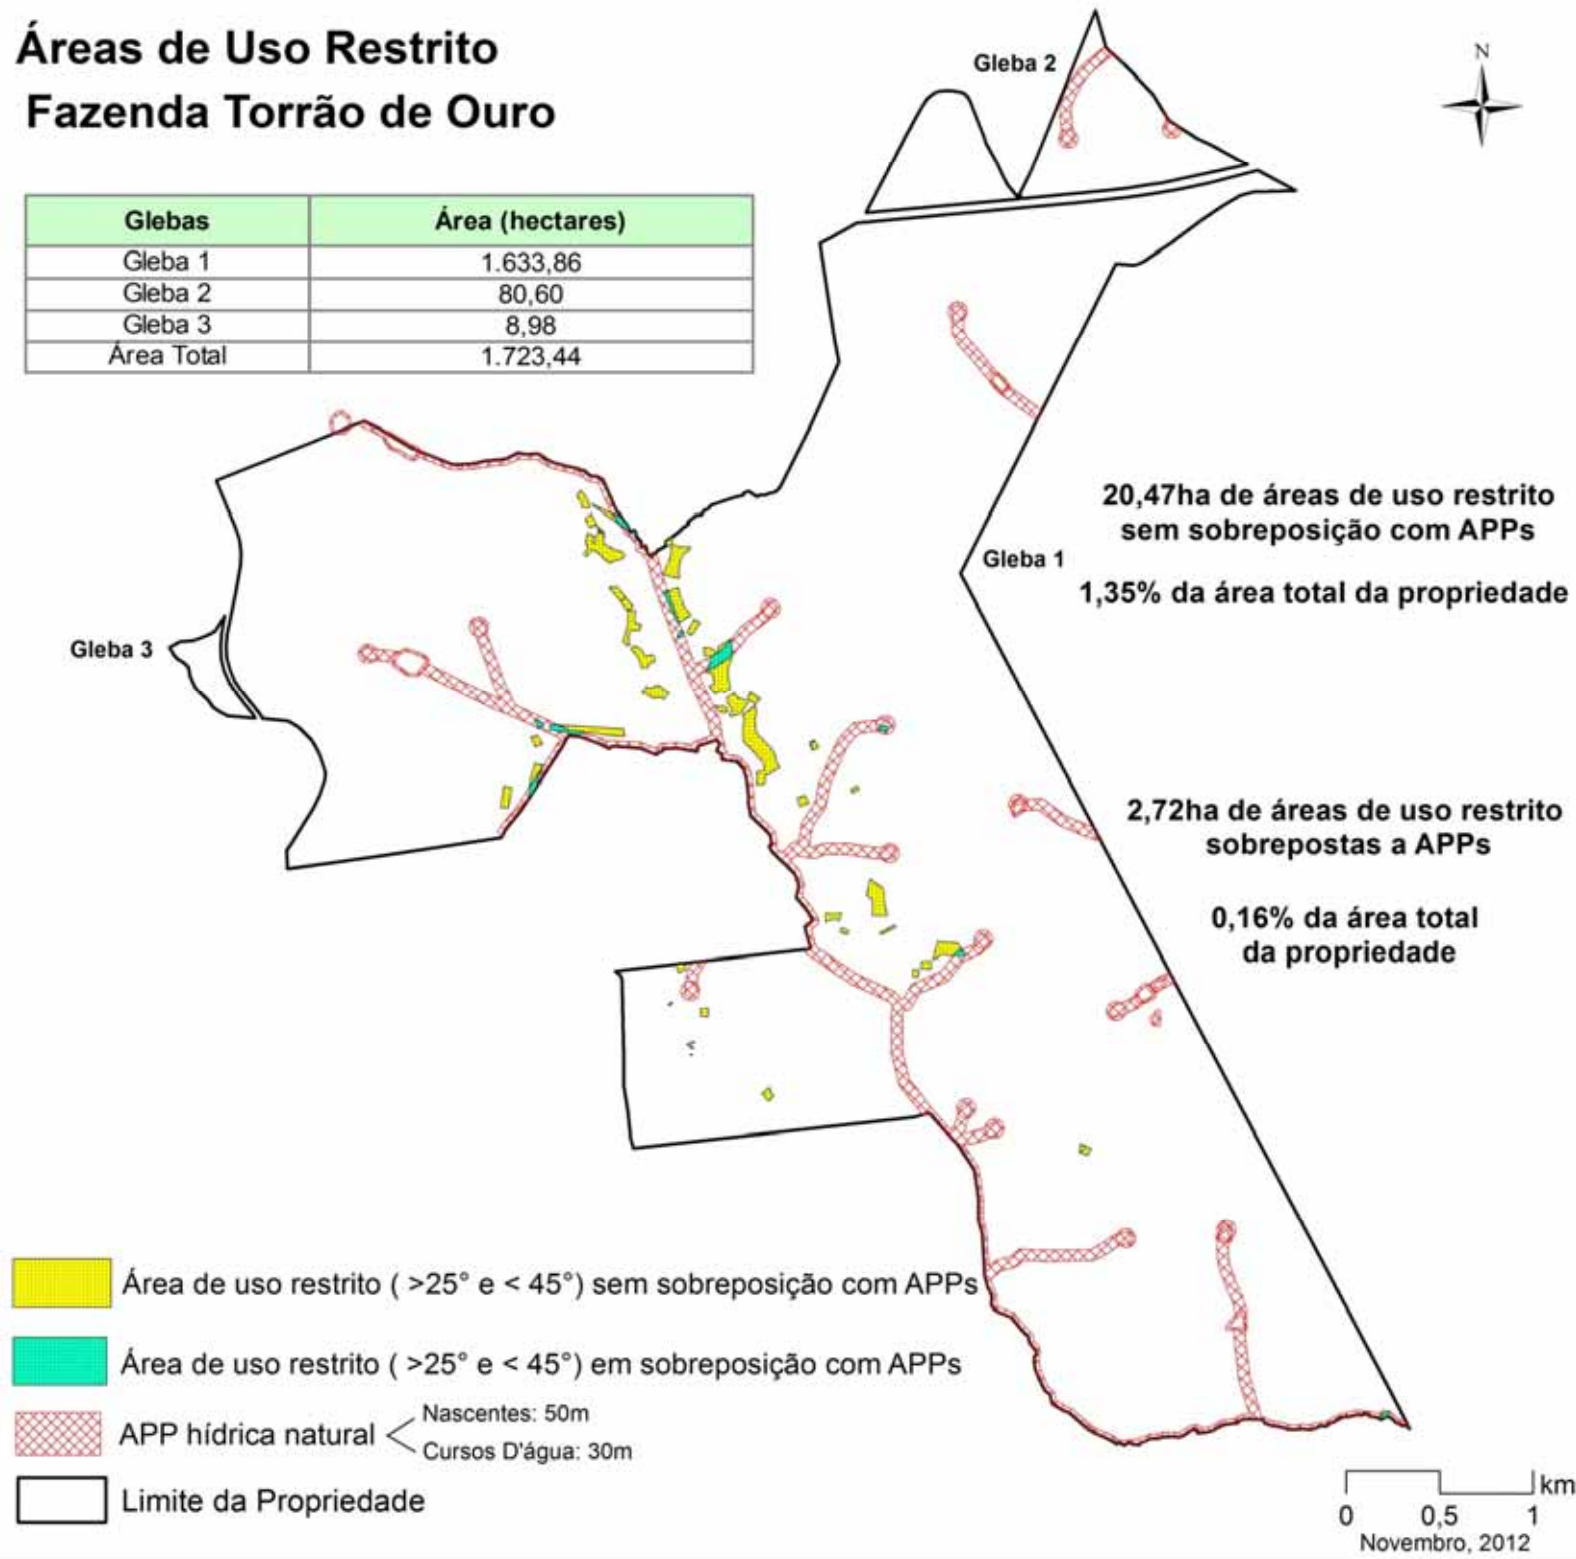 Áreas de Uso Restrito
Fazenda Torrão de Ouro
Glebas Área (hectares)
Gleba 1 1.633,86
Gleba 2 80,60
Gleba 3 8,98
Área Total 1.723,44
Gleba 2
N
20,47ha de áreas de uso restrito
sem sobreposição com APPs
Gleba 1
1,35% da área total da propriedade
Gleba 3
2,72ha de áreas de uso restrito
sobrepostas a APPs
0,16% da área total
da propriedade
Área de uso restrito ( >25° e < 45°) sem sobreposição com APPs
Área de uso restrito ( >25° e < 45°) em sobreposição com APPs
APP hídrica natural
Nascentes: 50m
Cursos D'água: 30m
Limite da Propriedade
km
0 0,5 1
Novembro, 2012